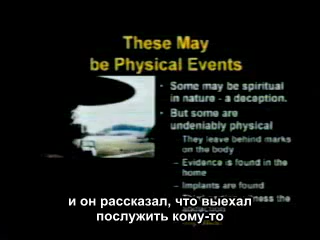 These May
be Physical Events
• Some may be spiritual
in nature - a deception.
• But some are
undeniably physical
– They leave behind marks
on the body
– Evidence is found in the
home
– Implants are found
и он рассказал, что выехал
послужить кому-то